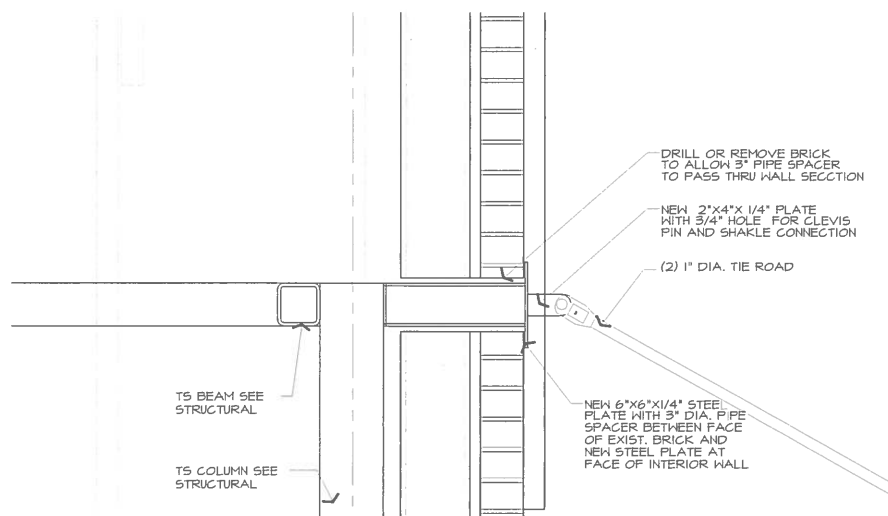 DRILL OR REMOVE BRICK
TO ALLOW 3" PIPE SPACER
TO PASS THRU WALL SECCTION
NEW 2"X4"X 1/4" PLATE
WITH 3/4" HOLE FOR CLEVIS
PIN AND SHAKLE CONNECTION
(2) 1" DIA. TIE ROAD
TS BEAM SEE
STRUCTURAL
NEW 6"X6"X1/4" STEEL
PLATE WITH 3" DIA. PIPE
SPACER BETWEEN FACE
OF EXIST. BRICK AND
NEW STEEL PLATE AT
FACE OF INTERIOR WALL
TS COLUMN SEE
STRUCTURAL